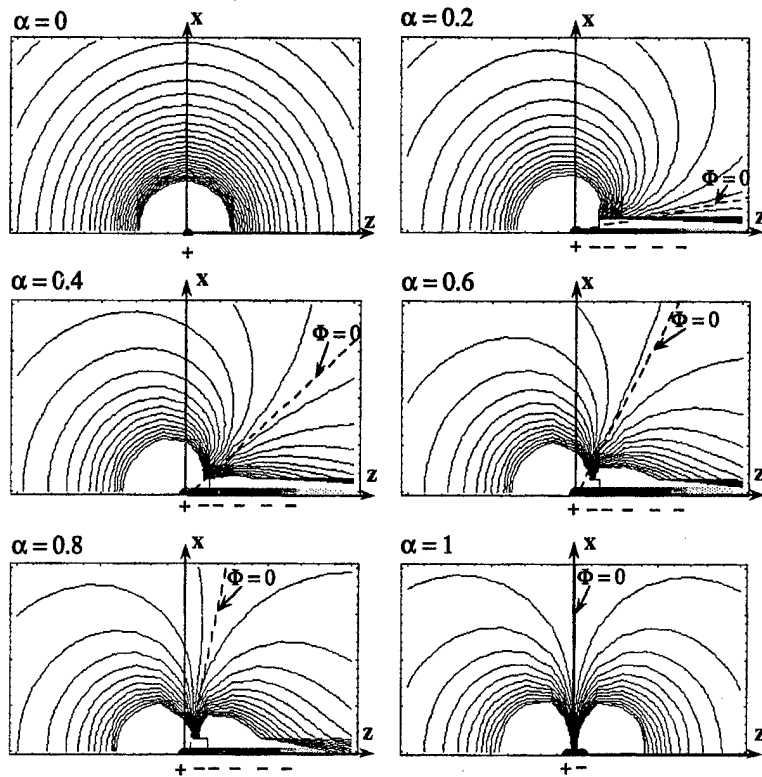 α = 0
x
z
+
α = 0.2
x
Φ = 0
z
+ -- - - -
α = 0.4
x
Φ = 0
z
+ -- - - -
α = 0.6
x
Φ = 0
z
+ -- - - -
α = 0.8
x
Φ = 0
z
+ -- - - -
α = 1
x
Φ = 0
z
+ -